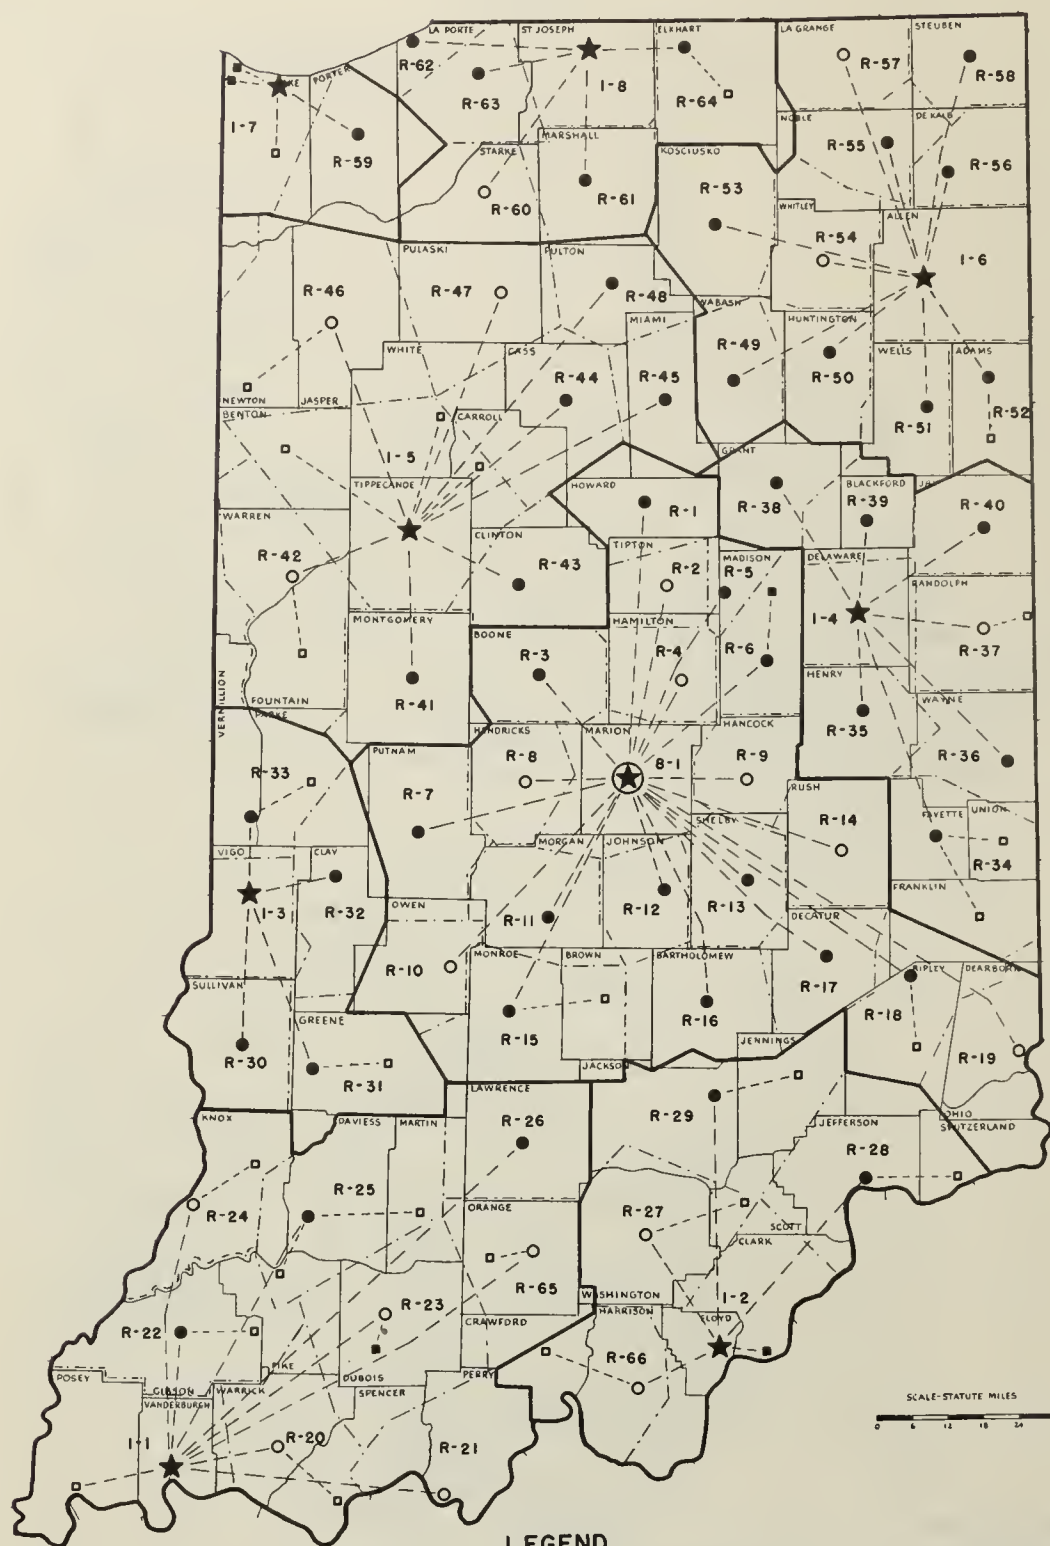 LA PORTE
ST JOSEPH
ELKHART
LA GRANGE
STEUBEN
R-62
R-57
R-58
PORTER
R-63
I-8
R-64
I-7
NOBLE
DE KALB
MARSHALL
R-59
STARKE
KOSCIUSKO
R-55
R-56
R-53
R-60
R-61
WHITLEY
ALLEN
R-54
PULASKI
FULTON
I-6
R-46
R-47
R-48
WABASH
MIAMI
HUNTINGTON
WHITE
CASS
R-49
R-50
WELLS
ADAMS
R-44
R-45
NEWTON
JASPER
BENTON
CARROLL
R-51
R-52
I-5
GRANT
TIPPECANOE
HOWARD
BLACKFORD
R-1
R-38
R-39
R-40
WARREN
CLINTON
TIPTON
MADISON
DELAWARE
R-42
R-43
R-2
R-5
RANDOLPH
MONTGOMERY
HAMILTON
I-4
BOONE
R-3
R-4
R-6
R-37
HENRY
VERMILLION
FOUNTAIN
R-41
WAYNE
PARKE
HENDRICKS
MARION
HANCOCK
R-35
PUTNAM
R-8
8-1
R-9
R-36
R-33
R-7
RUSH
SHELBY
R-14
FAYETTE
UNION
VIGO
CLAY
MORGAN
JOHNSON
R-34
FRANKLIN
I-3
R-32
OWEN
R-11
R-12
R-13
DECATUR
R-10
MONROE
BROWN
BARTHOLOMEW
RIPLEY
DEARBORN
SULLIVAN
R-17
GREENE
R-15
R-16
R-18
JENNINGS
R-30
R-31
JACKSON
R-19
LAWRENCE
KNOX
DAVIESS
MARTIN
R-29
OHIO
R-26
JEFFERSON
SWITZERLAND
R-28
R-25
R-24
ORANGE
R-27
SCOTT
CLARK
R-65
I-2
WASHINGTON
R-23
HARRISON
FLOYD
R-22
CRAWFORD
R-66
PIKE
PERRY
POSEY
DUBOIS
GIBSON
WARRICK
SPENCER
SCALE-STATUTE MILES
VANDERBURGH
0 6 12 18 24
I-1
R-20
R-21
LEGEND